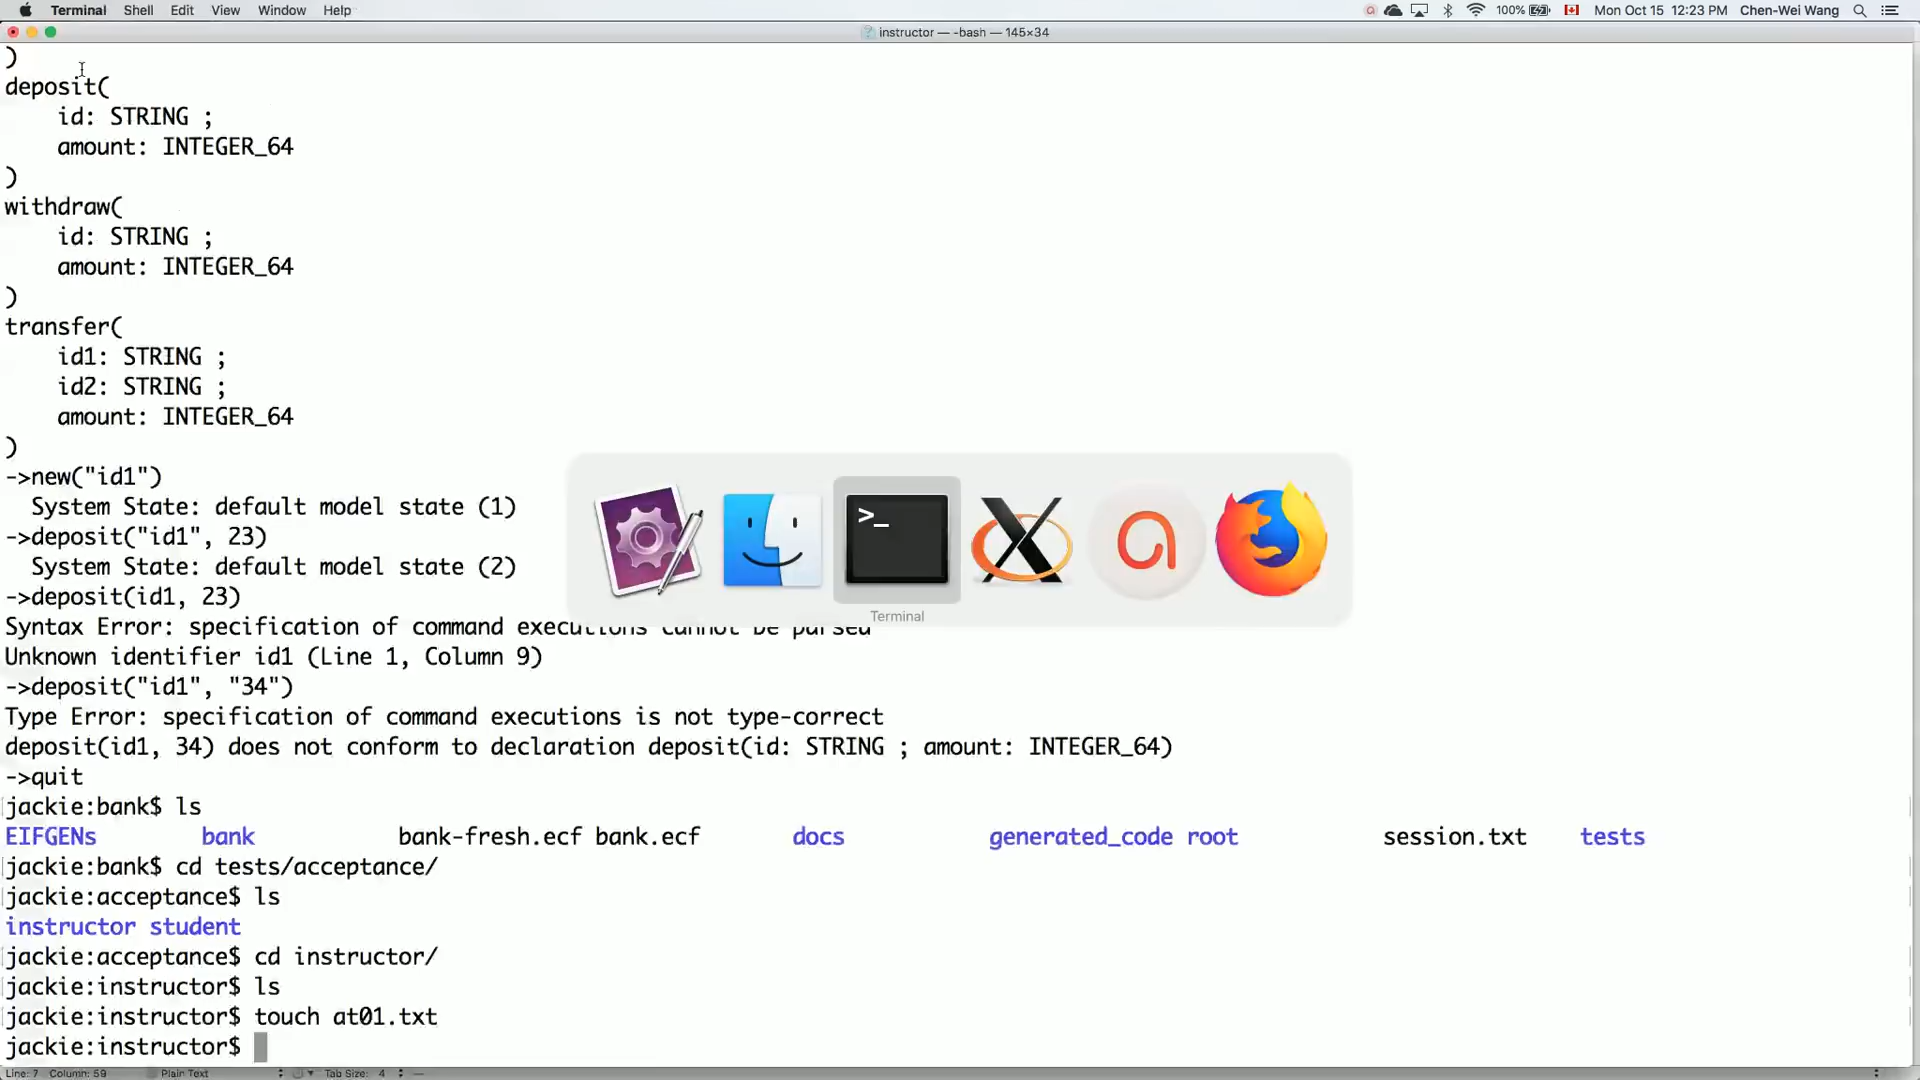 Terminal Shell Edit View Window Help 100% Mon Oct 15 12:23 PM Chen-Wei Wang
instructor — -bash — 145×34
)
deposit(
id: STRING ;
amount: INTEGER_64
)
withdraw(
id: STRING ;
amount: INTEGER_64
)
transfer(
id1: STRING ;
id2: STRING ;
amount: INTEGER_64
)
->new("id1")
System State: default model state (1)
->deposit("id1", 23)
System State: default model state (2)
->deposit(id1, 23)
Syntax Error: specification of command executions cannot be parsed
Unknown identifier id1 (Line 1, Column 9)
->deposit("id1", "34")
Type Error: specification of command executions is not type-correct
deposit(id1, 34) does not conform to declaration deposit(id: STRING ; amount: INTEGER_64)
->quit
jackie:bank$ ls
EIFGENs bank bank-fresh.ecf bank.ecf docs generated_code root session.txt tests
jackie:bank$ cd tests/acceptance/
jackie:acceptance$ ls
instructor student
jackie:acceptance$ cd instructor/
jackie:instructor$ ls
jackie:instructor$ touch at01.txt
jackie:instructor$
>_
Terminal
Line: 7 Column: 59 Plain Text Tab Size: 4 —